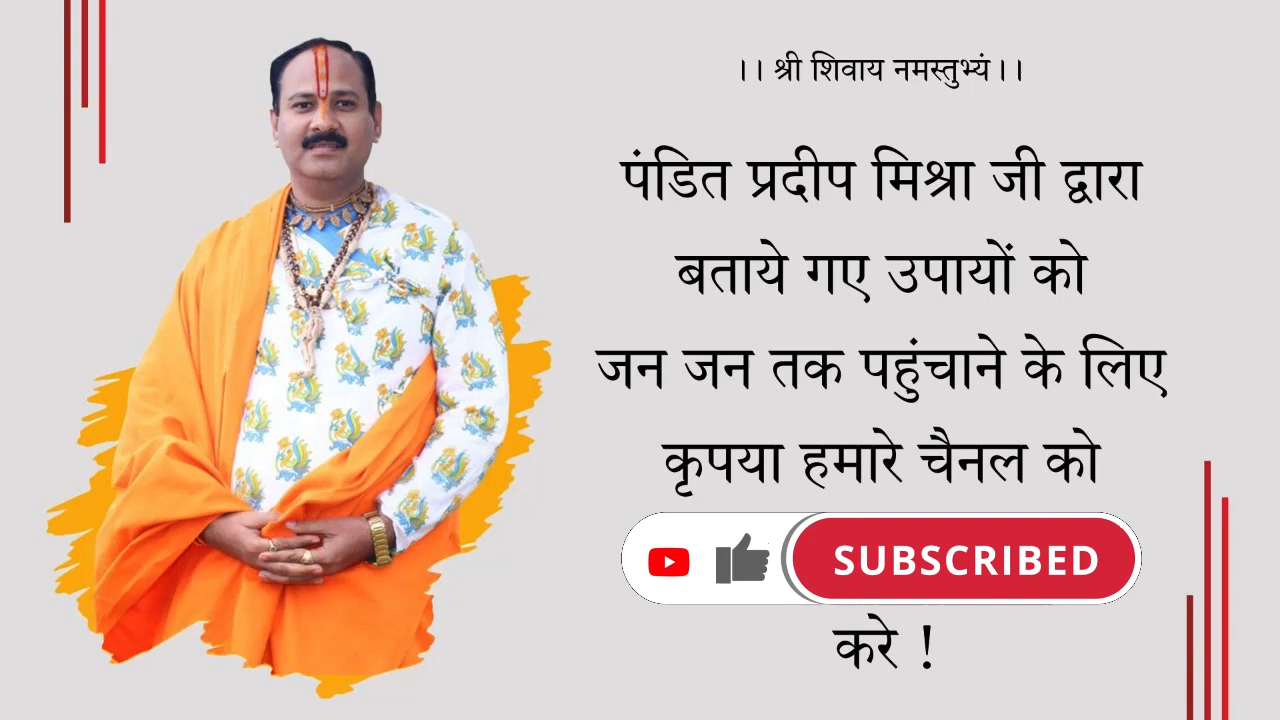 ।। श्री शिवाय नमस्तुभ्यं।।
पंडित प्रदीप मिश्रा जी द्वारा
बताये गए उपायों को
जन जन तक पहुंचाने के लिए
कृपया हमारे चैनल को
SUBSCRIBED
करे !